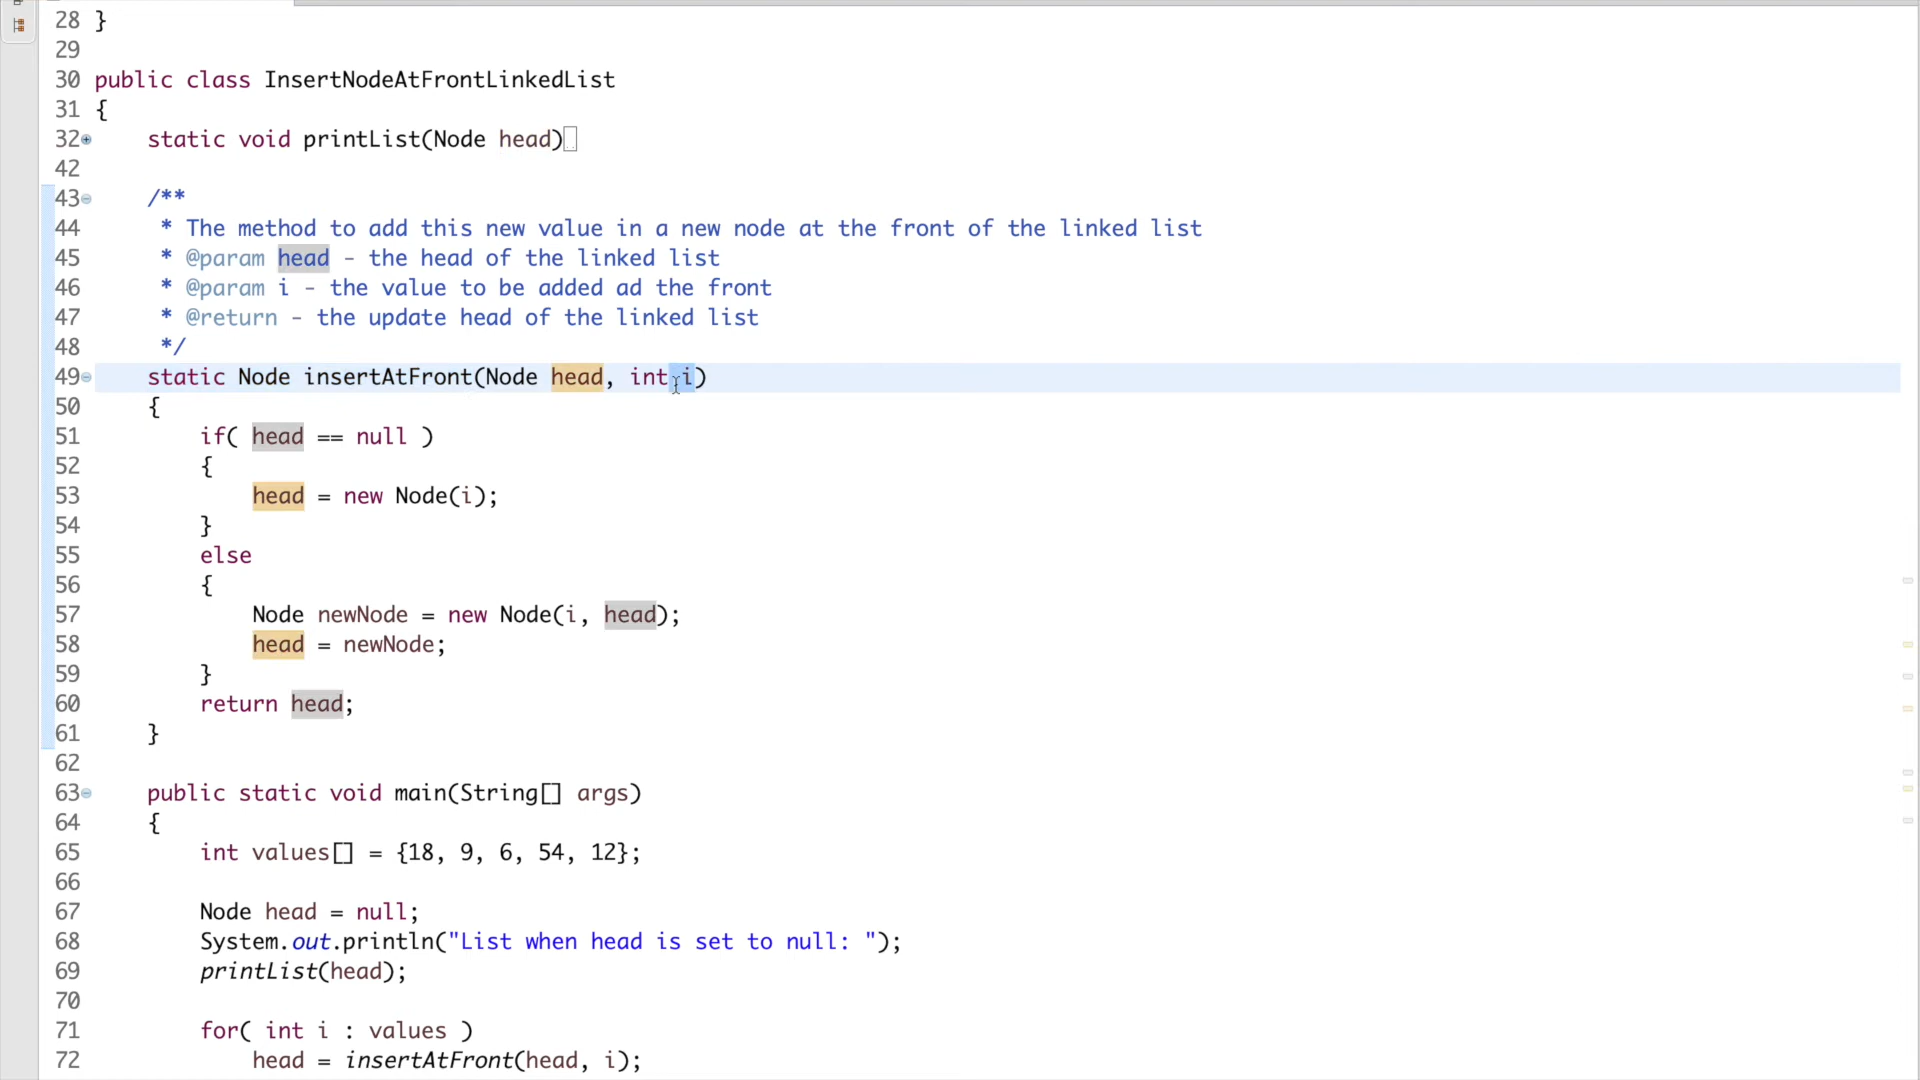 28 }
29
30 public class InsertNodeAtFrontLinkedList
31 {
32 static void printList(Node head)
42
43 /**
44 * The method to add this new value in a new node at the front of the linked list
45 * @param head - the head of the linked list
46 * @param i - the value to be added ad the front
47 * @return - the update head of the linked list
48 */
49 static Node insertAtFront(Node head, int i)
50 {
51 if( head == null )
52 {
53 head = new Node(i);
54 }
55 else
56 {
57 Node newNode = new Node(i, head);
58 head = newNode;
59 }
60 return head;
61 }
62
63 public static void main(String[] args)
64 {
65 int values[] = {18, 9, 6, 54, 12};
66
67 Node head = null;
68 System.out.println("List when head is set to null: ");
69 printList(head);
70
71 for( int i : values )
72 head = insertAtFront(head, i);